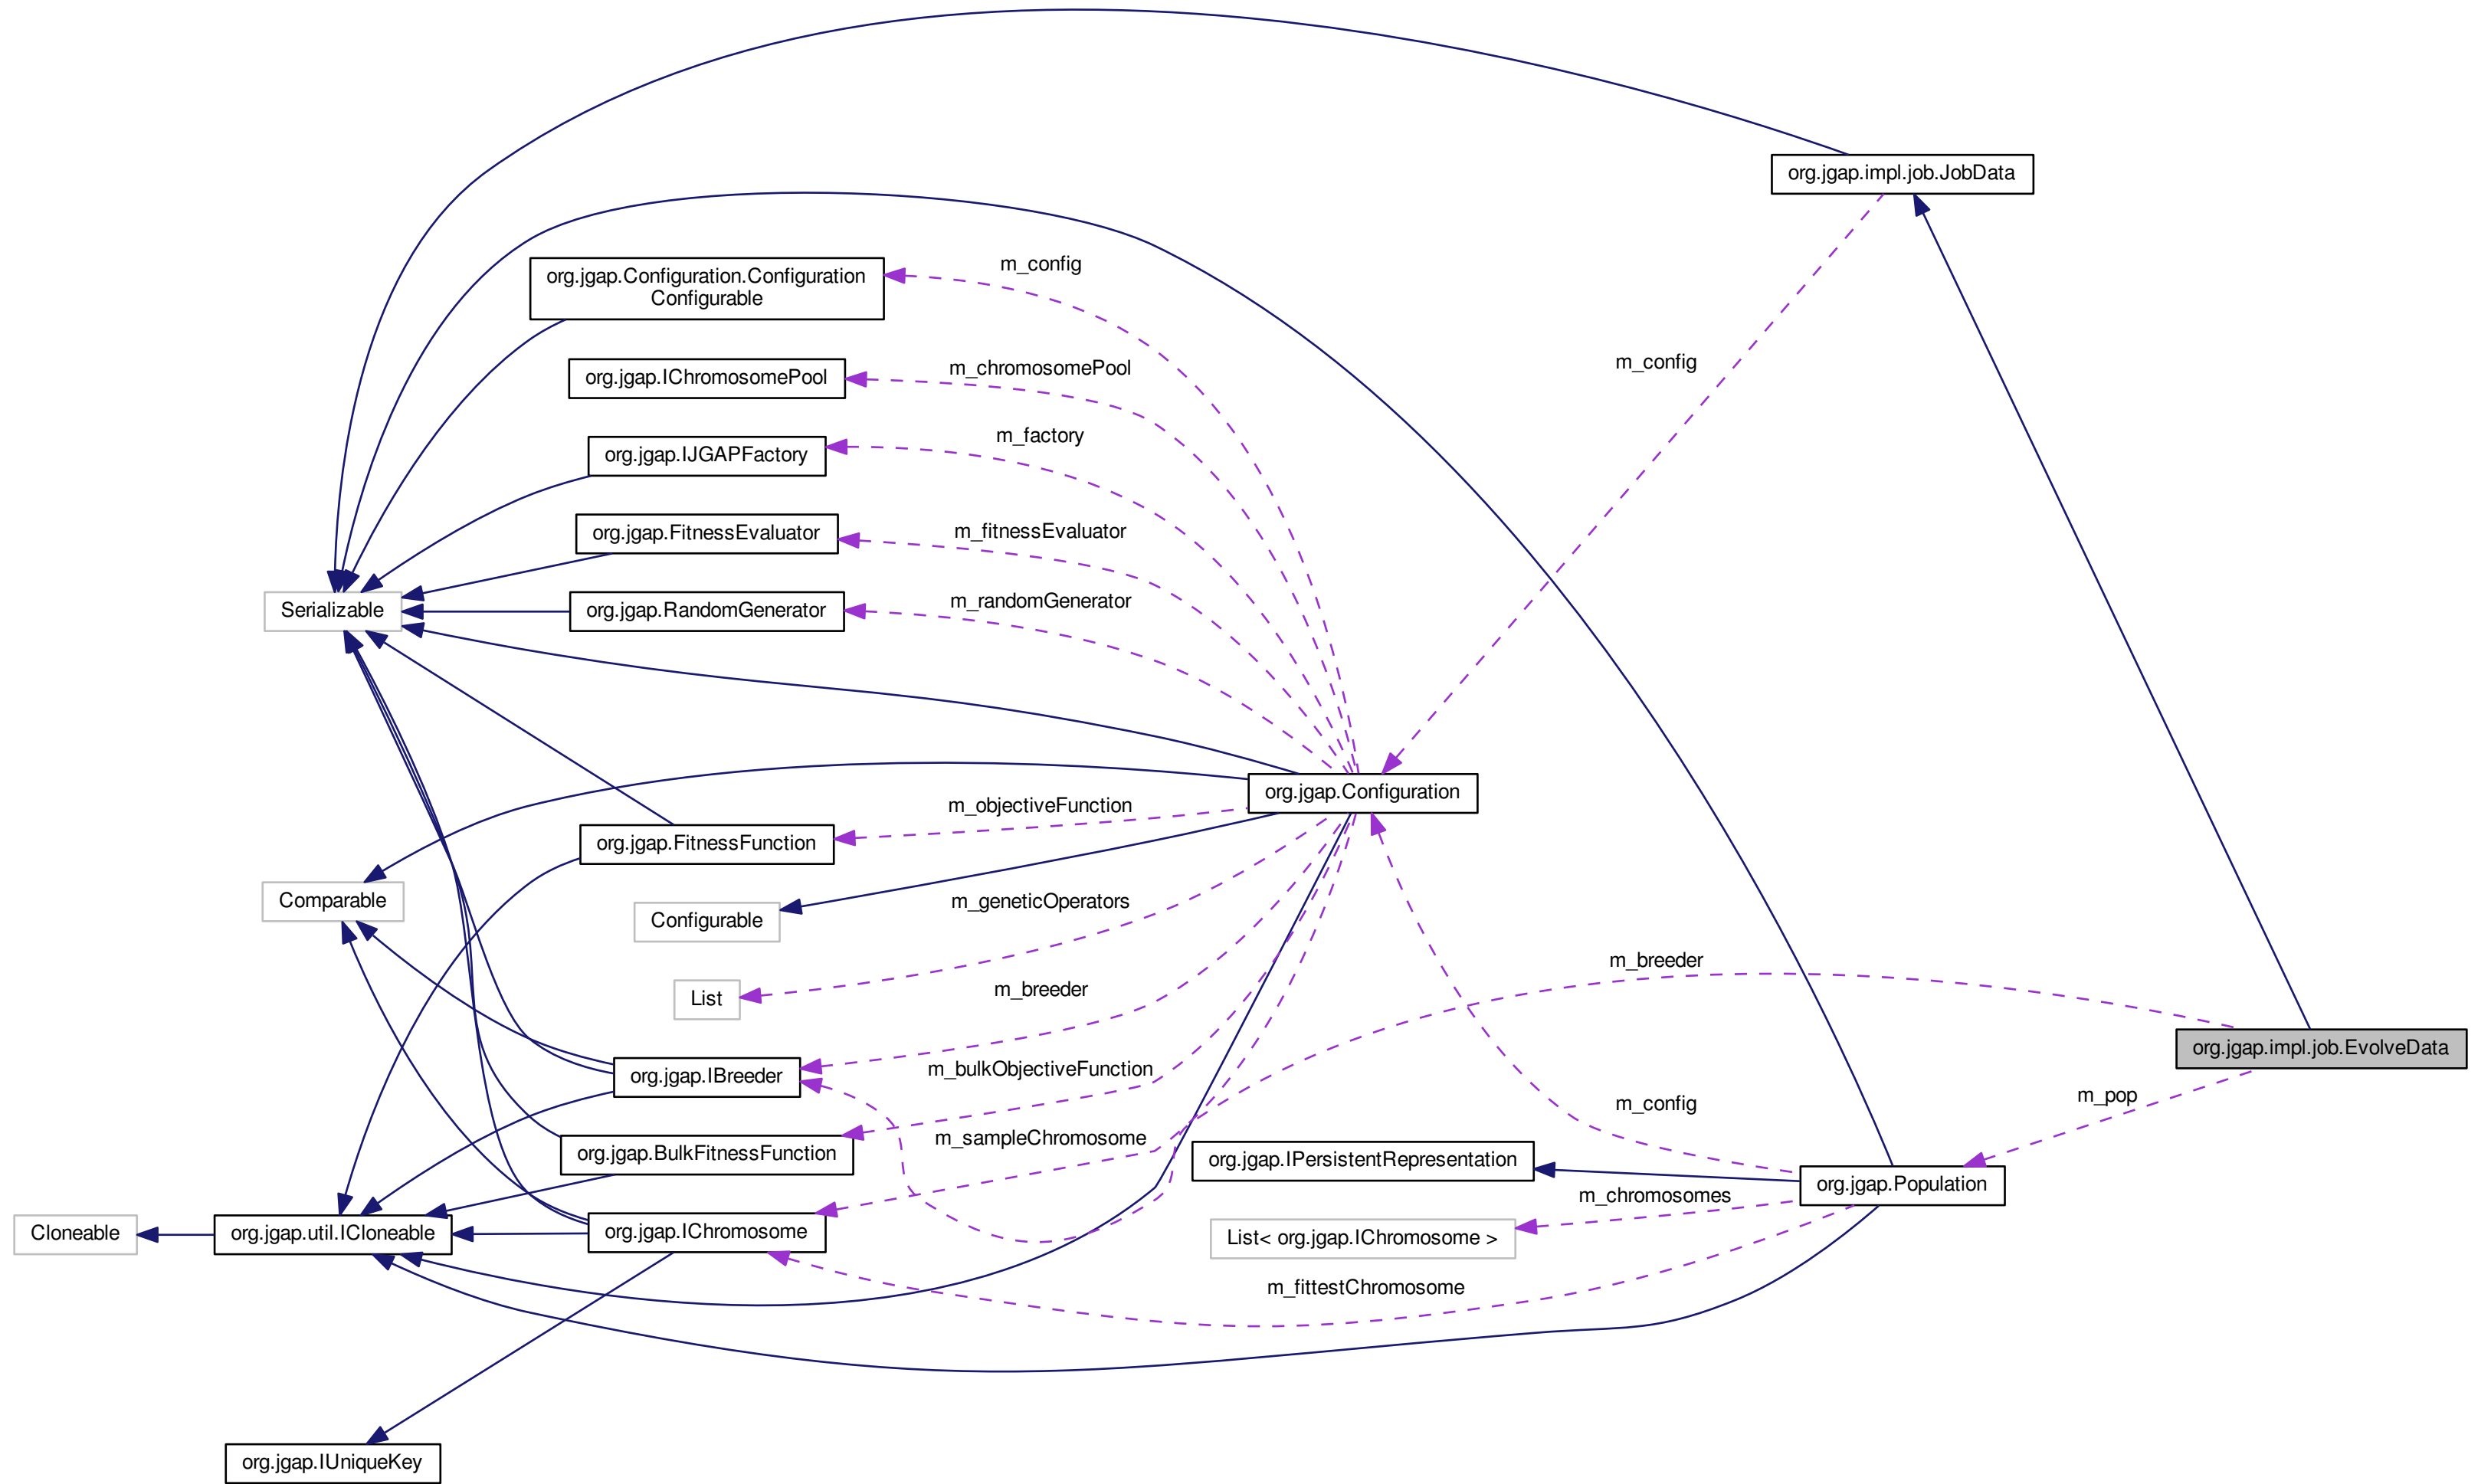 org.jgap.impl.job.JobData
m_config
org.jgap.Configuration.Configuration
Configurable
m_config
m_chromosomePool
org.jgap.IChromosomePool
m_factory
org.jgap.IJGAPFactory
m_fitnessEvaluator
org.jgap.FitnessEvaluator
m_randomGenerator
Serializable
org.jgap.RandomGenerator
org.jgap.Configuration
m_objectiveFunction
org.jgap.FitnessFunction
Comparable
m_geneticOperators
Configurable
m_breeder
List
m_breeder
org.jgap.impl.job.EvolveData
m_bulkObjectiveFunction
org.jgap.IBreeder
m_pop
m_config
m_sampleChromosome
org.jgap.BulkFitnessFunction
org.jgap.IPersistentRepresentation
org.jgap.Population
m_chromosomes
Cloneable
org.jgap.util.ICloneable
org.jgap.IChromosome
List< org.jgap.IChromosome >
m_fittestChromosome
org.jgap.IUniqueKey